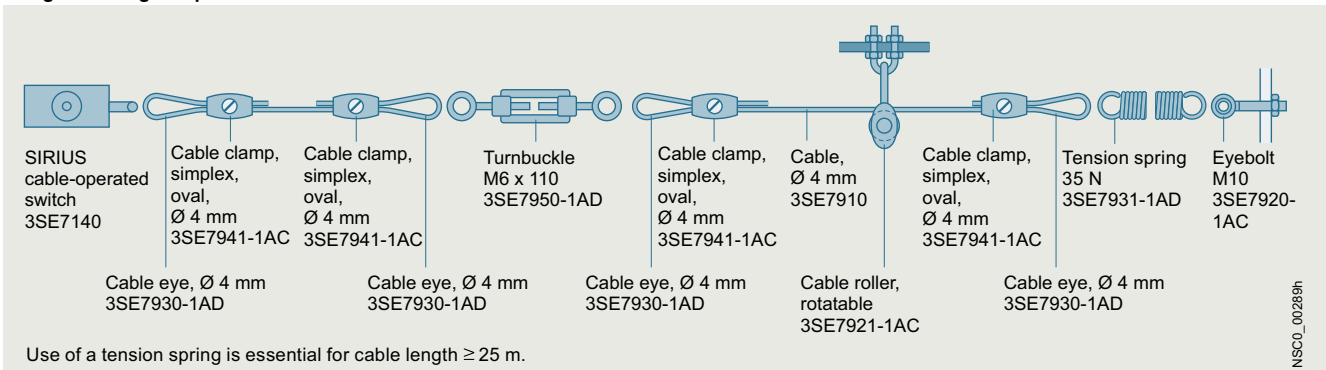 SIRIUS
cable-operated
switch
3SE7140
Cable clamp,
simplex,
oval,
Ø 4 mm
3SE7941-1AC
Cable clamp,
simplex,
oval,
Ø 4 mm
3SE7941-1AC
Turnbuckle
M6 x 110
3SE7950-1AD
Cable clamp,
simplex,
oval,
Ø 4 mm
3SE7941-1AC
Cable,
Ø 4 mm
3SE7910
Cable clamp,
simplex,
oval,
Ø 4 mm
3SE7941-1AC
Tension spring
35 N
3SE7931-1AD
Eyebolt
M10
3SE7920-
1AC
Cable eye, Ø 4 mm
3SE7930-1AD
Cable eye, Ø 4 mm
3SE7930-1AD
Cable eye, Ø 4 mm
3SE7930-1AD
Cable roller,
rotatable
3SE7921-1AC
Cable eye, Ø 4 mm
3SE7930-1AD
Use of a tension spring is essential for cable length ≥ 25 m.
NSC0_00289h